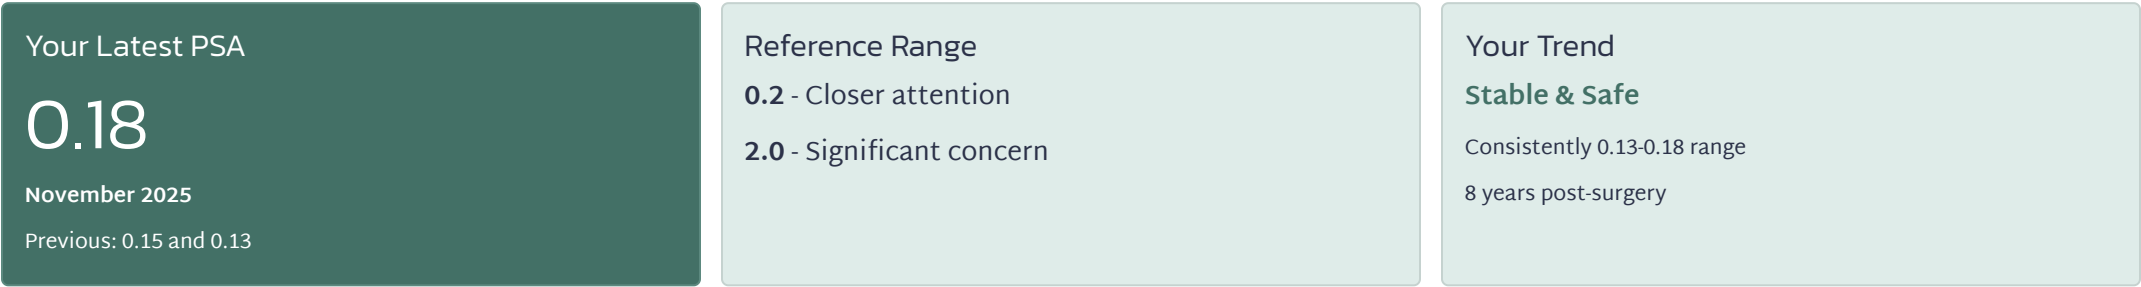 Your Latest PSA
0.18
November 2025
Previous: 0.15 and 0.13
Reference Range
0.2 - Closer attention
2.0 - Significant concern
Your Trend
Stable & Safe
Consistently 0.13-0.18 range
8 years post-surgery